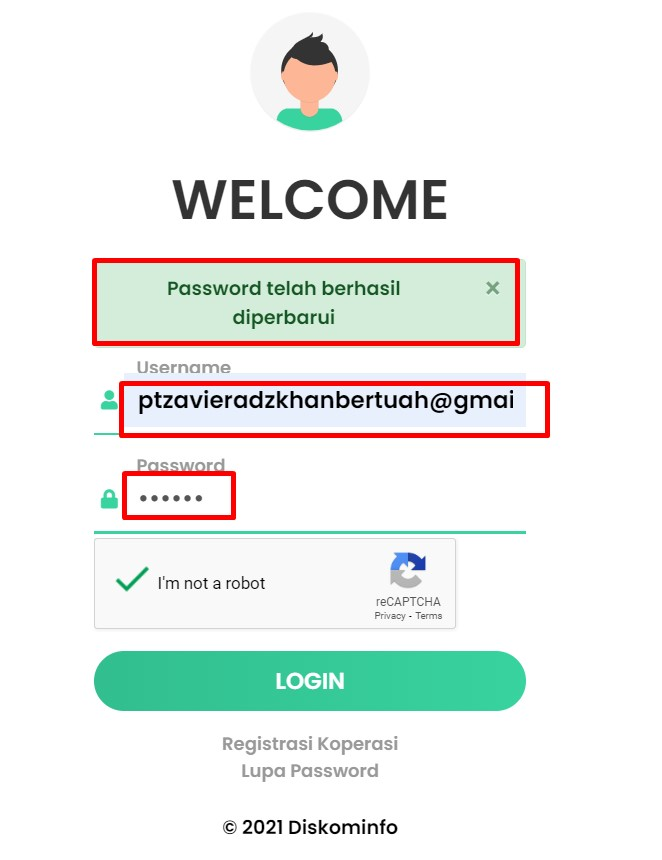 WELCOME
Password telah berhasil
diperbarui
×
Username
ptzavieradzkhanbertuah@gmai
Password
••••••
I'm not a robot
reCAPTCHA
Privacy - Terms
LOGIN
Registrasi Koperasi
Lupa Password
© 2021 Diskominfo